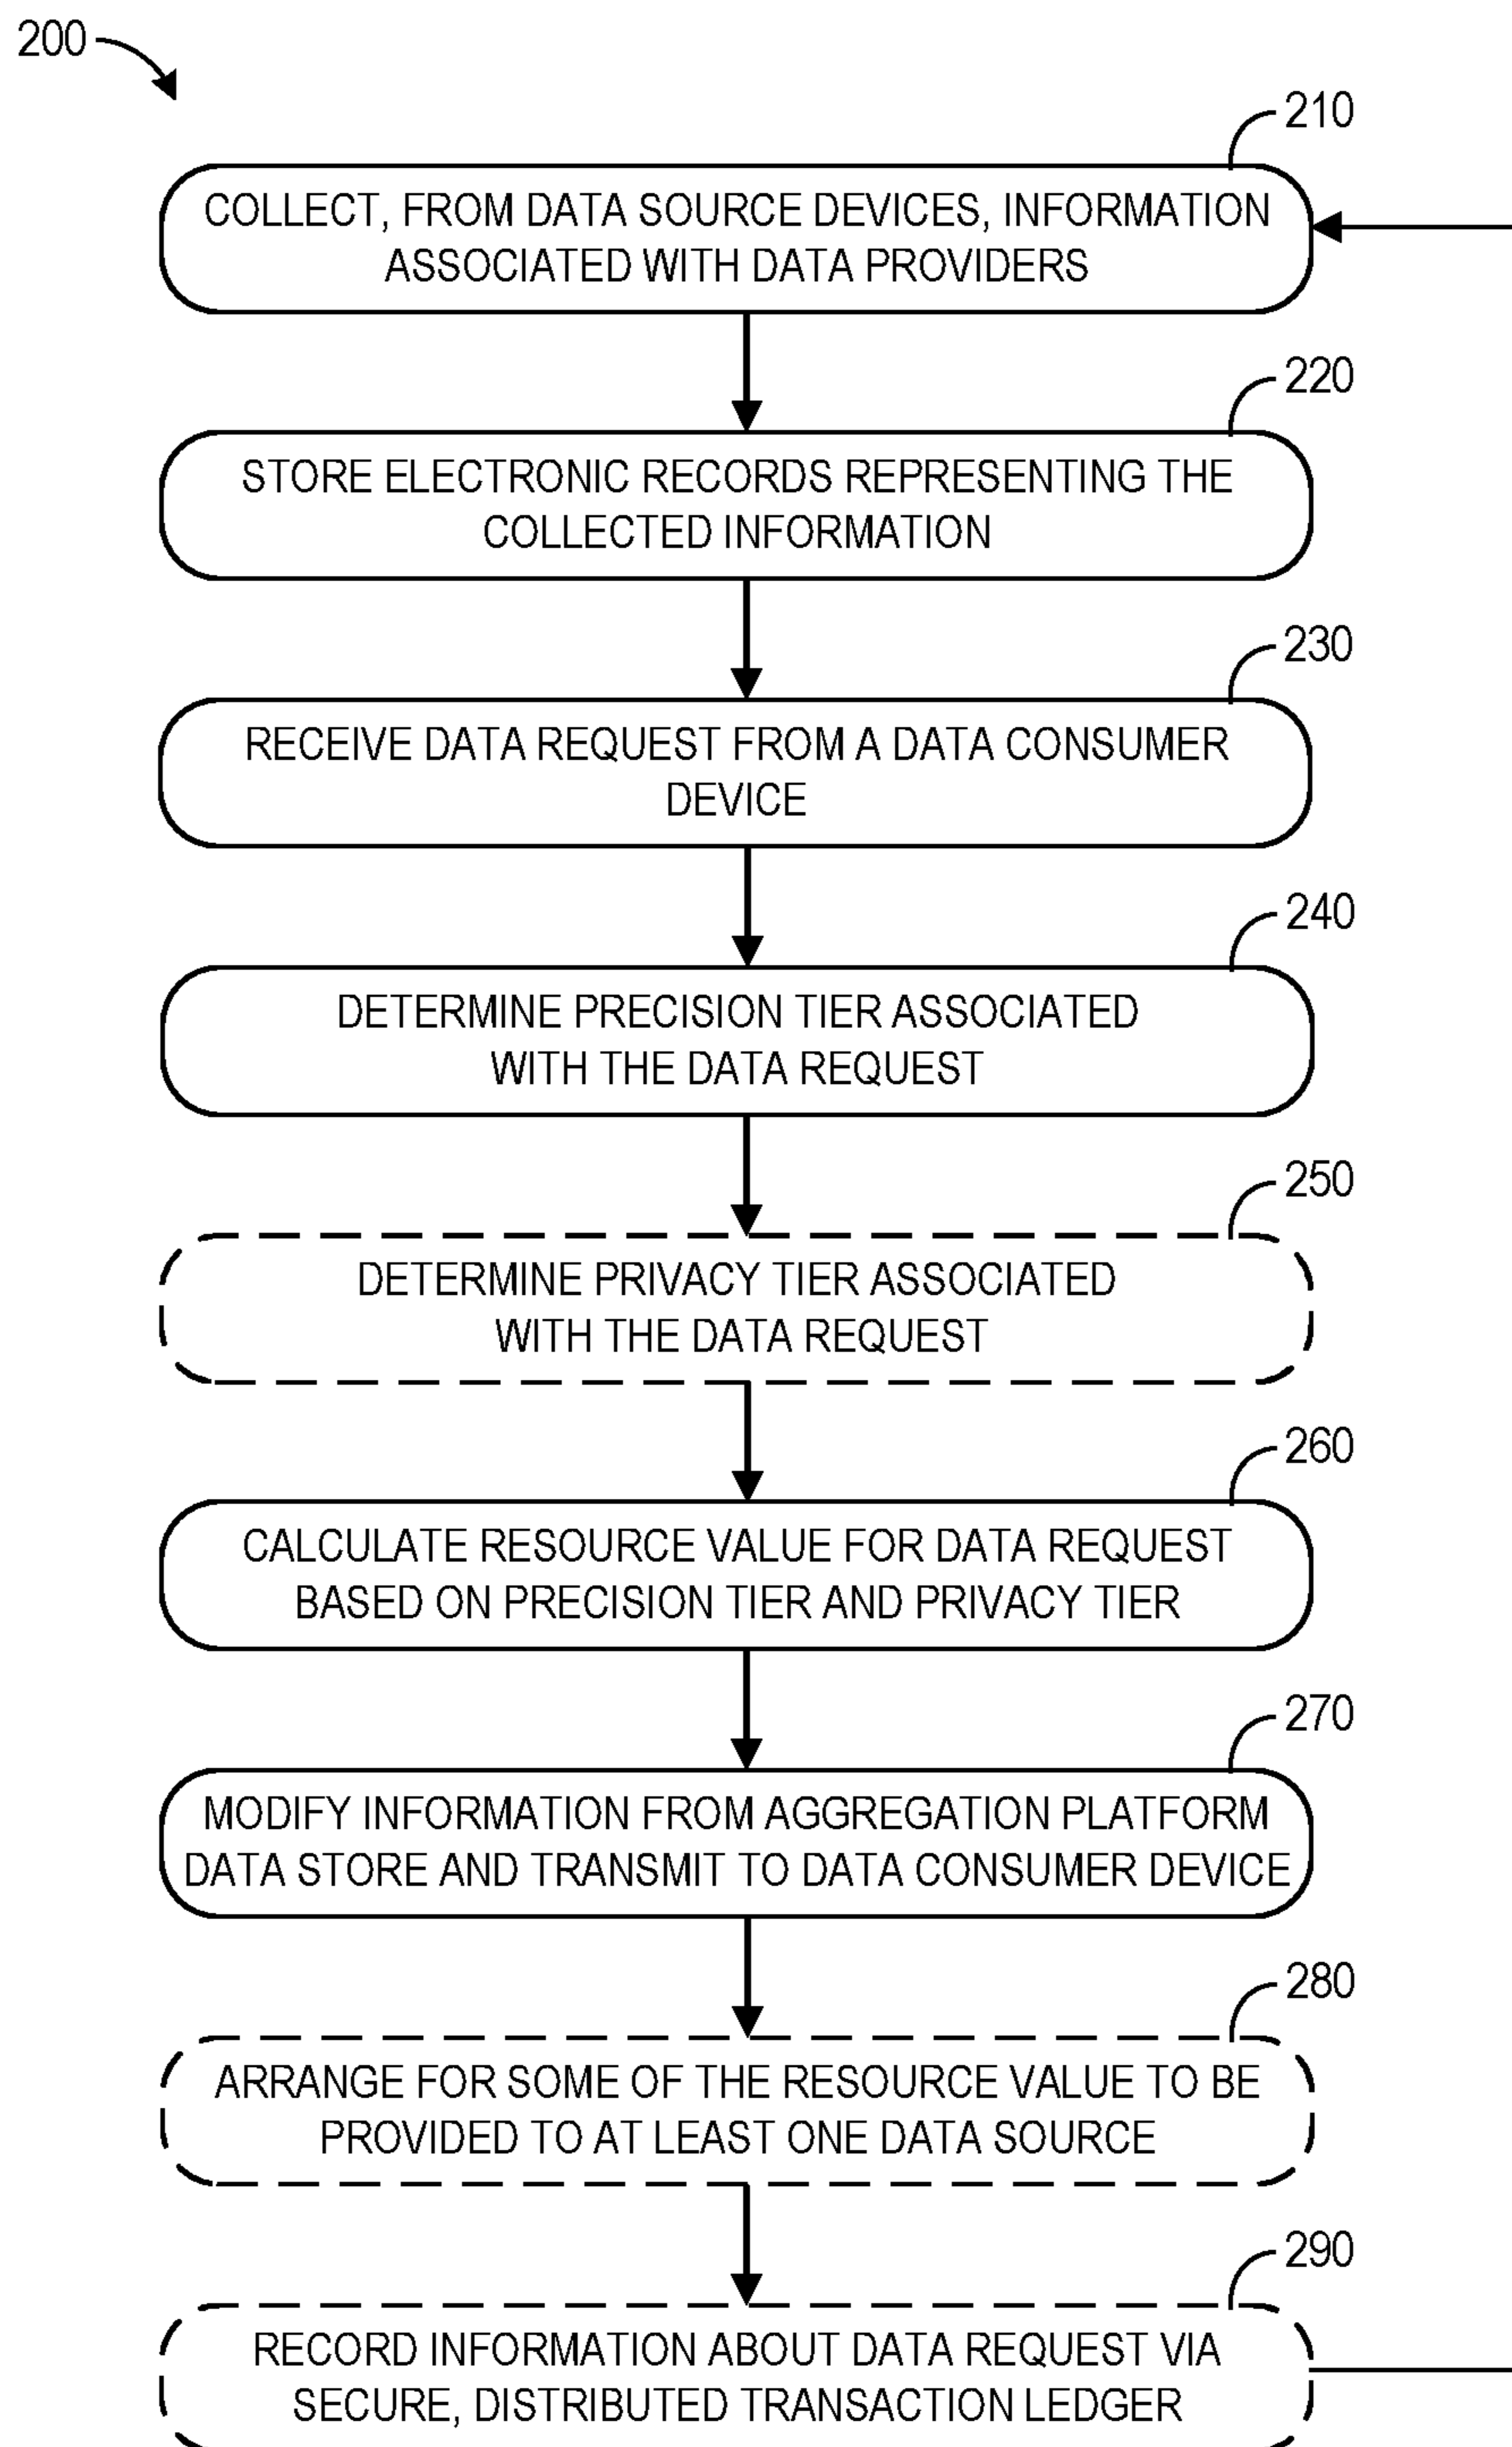 200
210
COLLECT, FROM DATA SOURCE DEVICES, INFORMATION
ASSOCIATED WITH DATA PROVIDERS
220
STORE ELECTRONIC RECORDS REPRESENTING THE
COLLECTED INFORMATION
230
RECEIVE DATA REQUEST FROM A DATA CONSUMER
DEVICE
240
DETERMINE PRECISION TIER ASSOCIATED
WITH THE DATA REQUEST
250
DETERMINE PRIVACY TIER ASSOCIATED
WITH THE DATA REQUEST
260
CALCULATE RESOURCE VALUE FOR DATA REQUEST
BASED ON PRECISION TIER AND PRIVACY TIER
270
MODIFY INFORMATION FROM AGGREGATION PLATFORM
DATA STORE AND TRANSMIT TO DATA CONSUMER DEVICE
280
ARRANGE FOR SOME OF THE RESOURCE VALUE TO BE
PROVIDED TO AT LEAST ONE DATA SOURCE
290
RECORD INFORMATION ABOUT DATA REQUEST VIA
SECURE, DISTRIBUTED TRANSACTION LEDGER